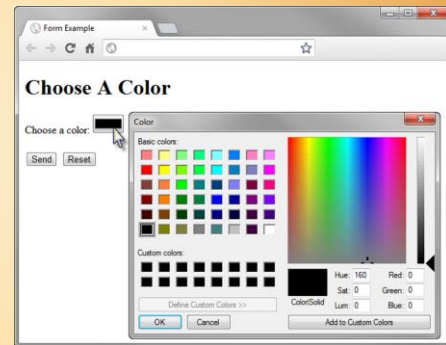 Form Example
Choose A Color
Choose a color:
Send Reset
Color
Basic colors:
Custom colors:
Define Custom Colors >>
OK Cancel
Color|Solid
Hue: 160 Red: 0
Sat: 0 Green: 0
Lum: 0 Blue: 0
Add to Custom Colors